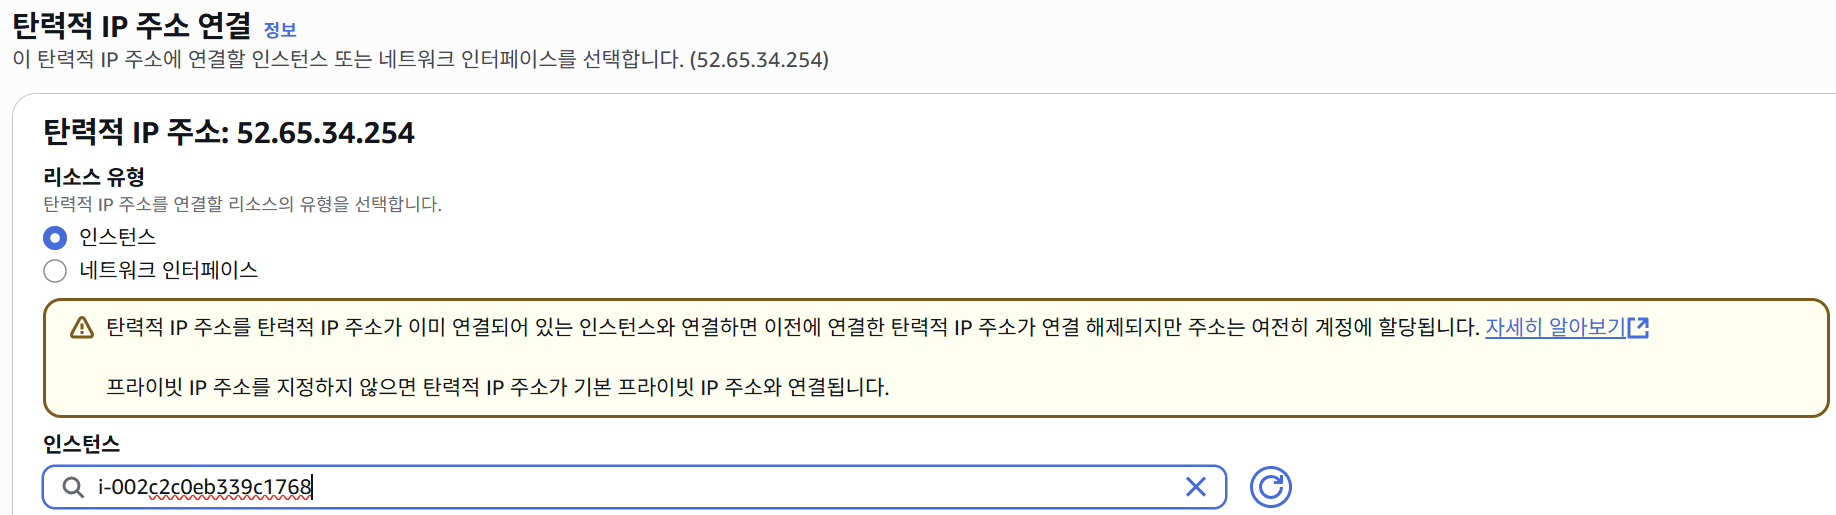 탄력적 IP 주소 연결 정보
이 탄력적 IP 주소에 연결할 인스턴스 또는 네트워크 인터페이스를 선택합니다. (52.65.34.254)
탄력적 IP 주소: 52.65.34.254
리소스 유형
탄력적 IP 주소를 연결할 리소스의 유형을 선택합니다.
인스턴스
네트워크 인터페이스
탄력적 IP 주소를 탄력적 IP 주소가 이미 연결되어 있는 인스턴스와 연결하면 이전에 연결한 탄력적 IP 주소가 연결 해제되지만 주소는 여전히 계정에 할당됩니다. 자세히 알아보기
프라이빗 IP 주소를 지정하지 않으면 탄력적 IP 주소가 기본 프라이빗 IP 주소와 연결됩니다.
인스턴스
i-002c2c0eb339c1768